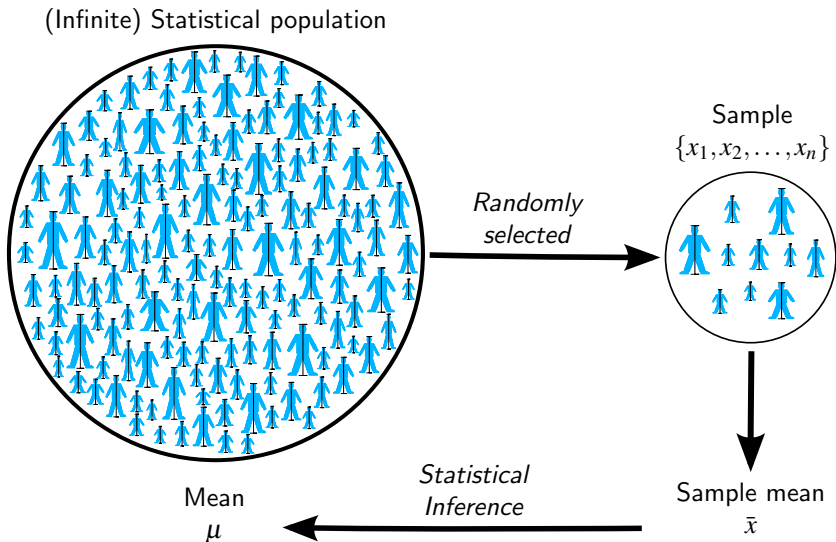 (Infinite) Statistical population
Sample
{x₁, x₂, . . . , xₙ}
Randomly
selected
Statistical
Inference
Mean
μ
Sample mean
x̄